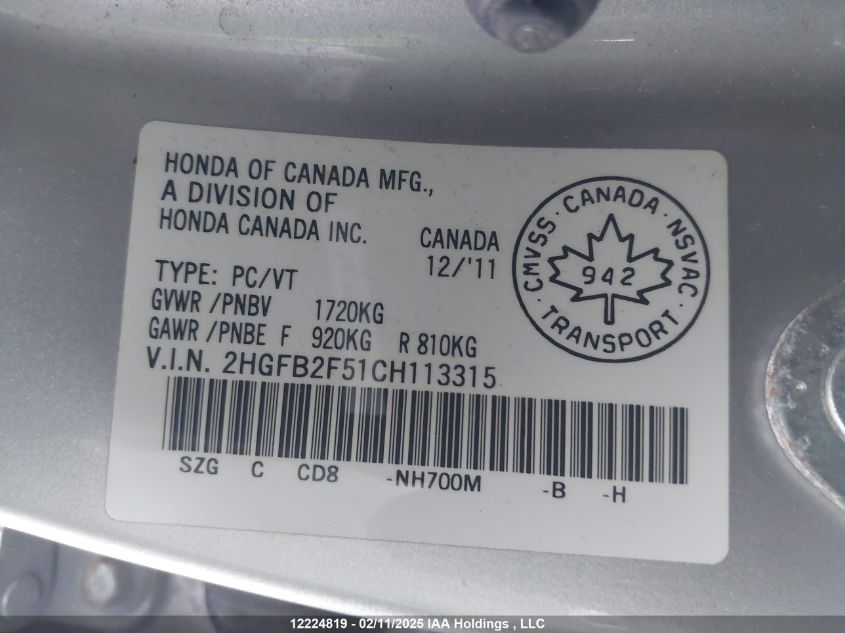 HONDA OF CANADA MFG.,
A DIVISION OF
HONDA CANADA INC.
CANADA
12/'11
TYPE: PC/VT
GVWR /PNBV 1720KG
GAWR /PNBE F 920KG R 810KG
V.I.N. 2HGFB2F51CH113315
SZG C CD8 -NH700M -B -H
CMVSS · CANADA · NSVAC
942
TRANSPORT
12224819 - 02/11/2025 IAA Holdings , LLC